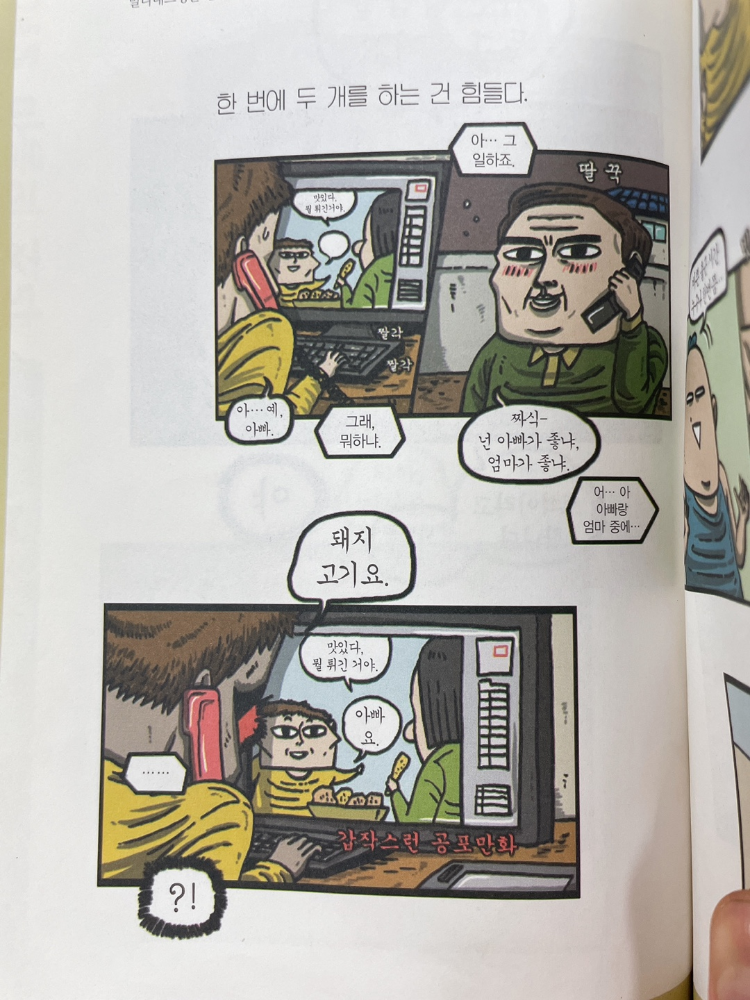 한 번에 두 개를 하는 건 힘들다.
아… 그
일하죠.
딸 꾹
맛있다,
뭘 튀긴거야.
짤각
짤각
아…예,
아빠.
그래,
뭐하냐.
짜식-
넌 아빠가 좋냐,
엄마가 좋냐.
어… 아
아빠랑
엄마 중에…
돼지
고기요.
맛있다,
뭘 튀긴 거야.
아빠
요.
……
갑작스런 공포만화
?!